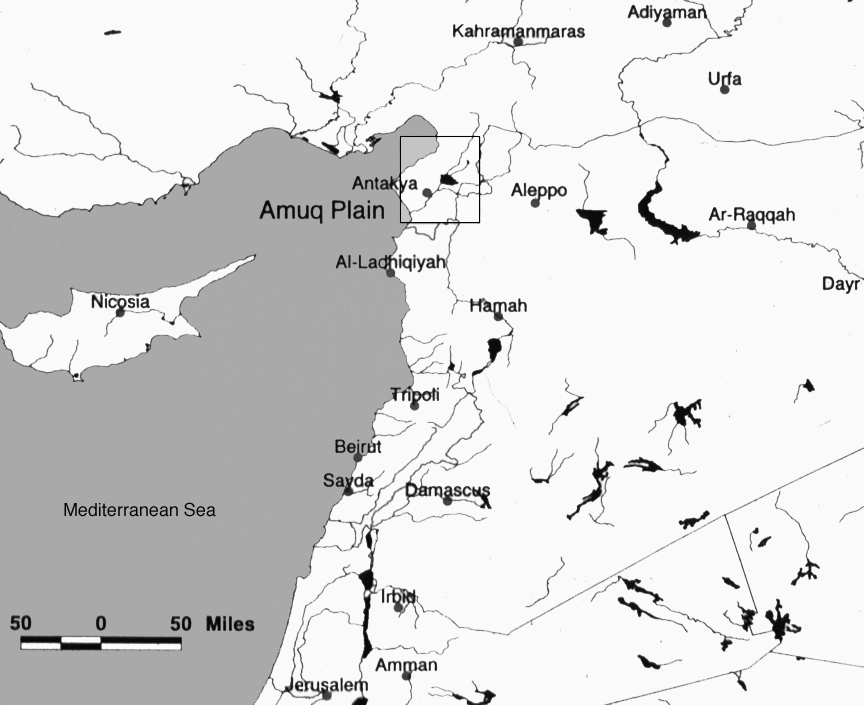 Adiyaman
Kahramanmaras
Urfa
Antakya
Aleppo
Amuq Plain
Ar-Raqqah
Al-Ladhiqiyah
Dayr
Nicosia
Hamah
Tripoli
Beirut
Sayda
Damascus
Mediterranean Sea
Irbid
50 0 50 Miles
Amman
Jerusalem